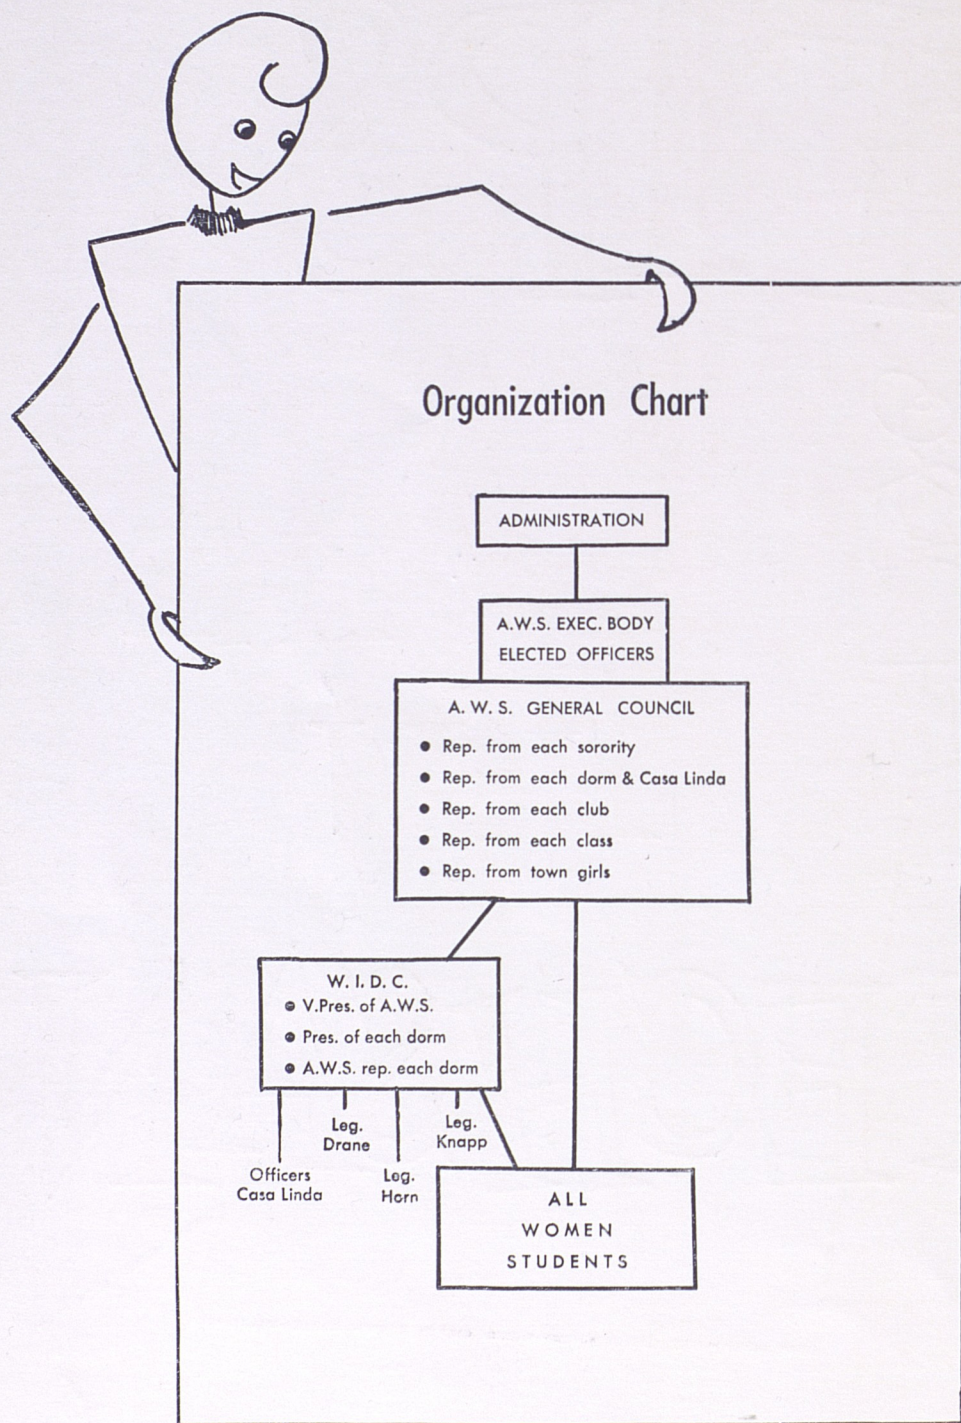 Organization Chart
ADMINISTRATION
A.W.S. EXEC. BODY
ELECTED OFFICERS
A. W. S. GENERAL COUNCIL
● Rep. from each sorority
● Rep. from each dorm & Casa Linda
● Rep. from each club
● Rep. from each class
● Rep. from town girls
W. I. D. C.
● V.Pres. of A.W.S.
● Pres. of each dorm
● A.W.S. rep. each dorm
Officers
Casa Linda
Leg.
Drane
Leg.
Horn
Leg.
Knapp
ALL
WOMEN
STUDENTS